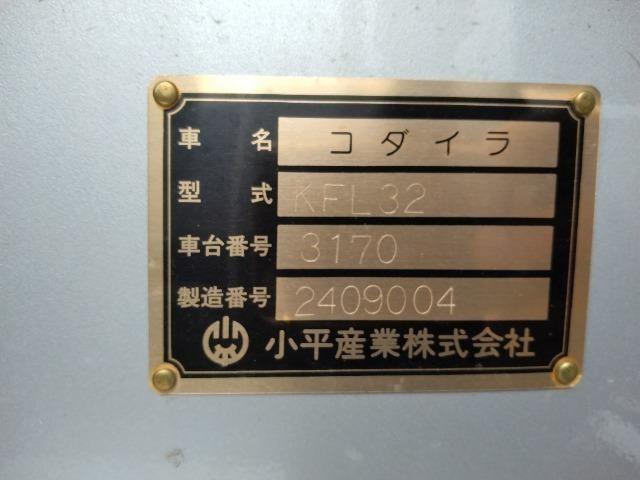 車名 コダイラ
型式 KFL32
車台番号 3170
製造番号 2409004
小平産業株式会社